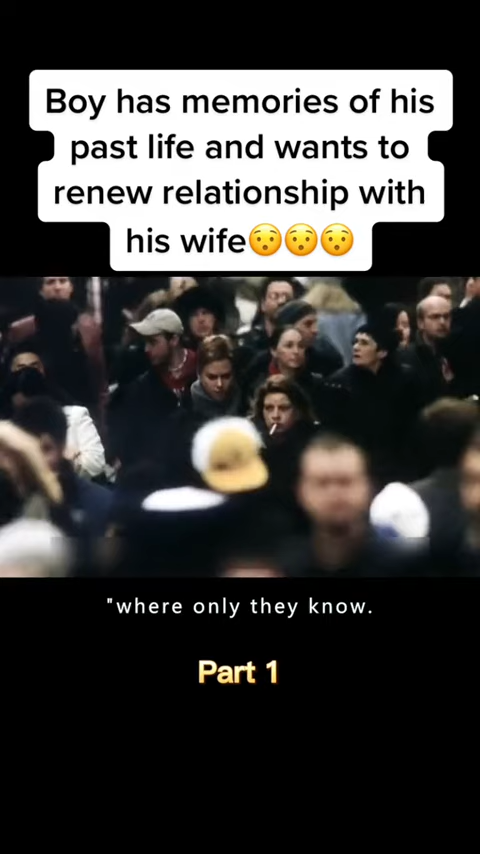 Boy has memories of his
past life and wants to
renew relationship with
his wife😯😯😯
"where only they know.
Part 1